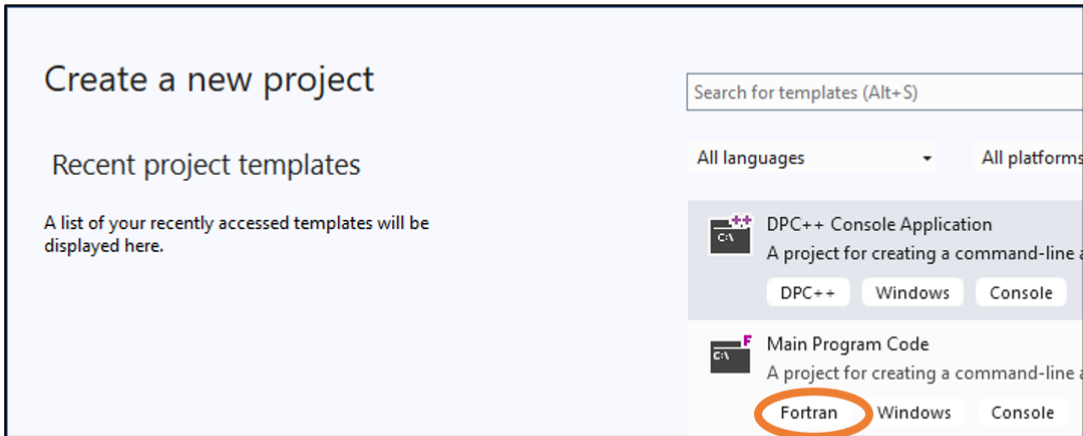 Create a new project
Recent project templates
A list of your recently accessed templates will be
displayed here.
Search for templates (Alt+S)
All languages
All platforms
C:\
++
DPC++ Console Application
A project for creating a command-line a
DPC++
Windows
Console
C:\
F
Main Program Code
A project for creating a command-line a
Fortran
Windows
Console